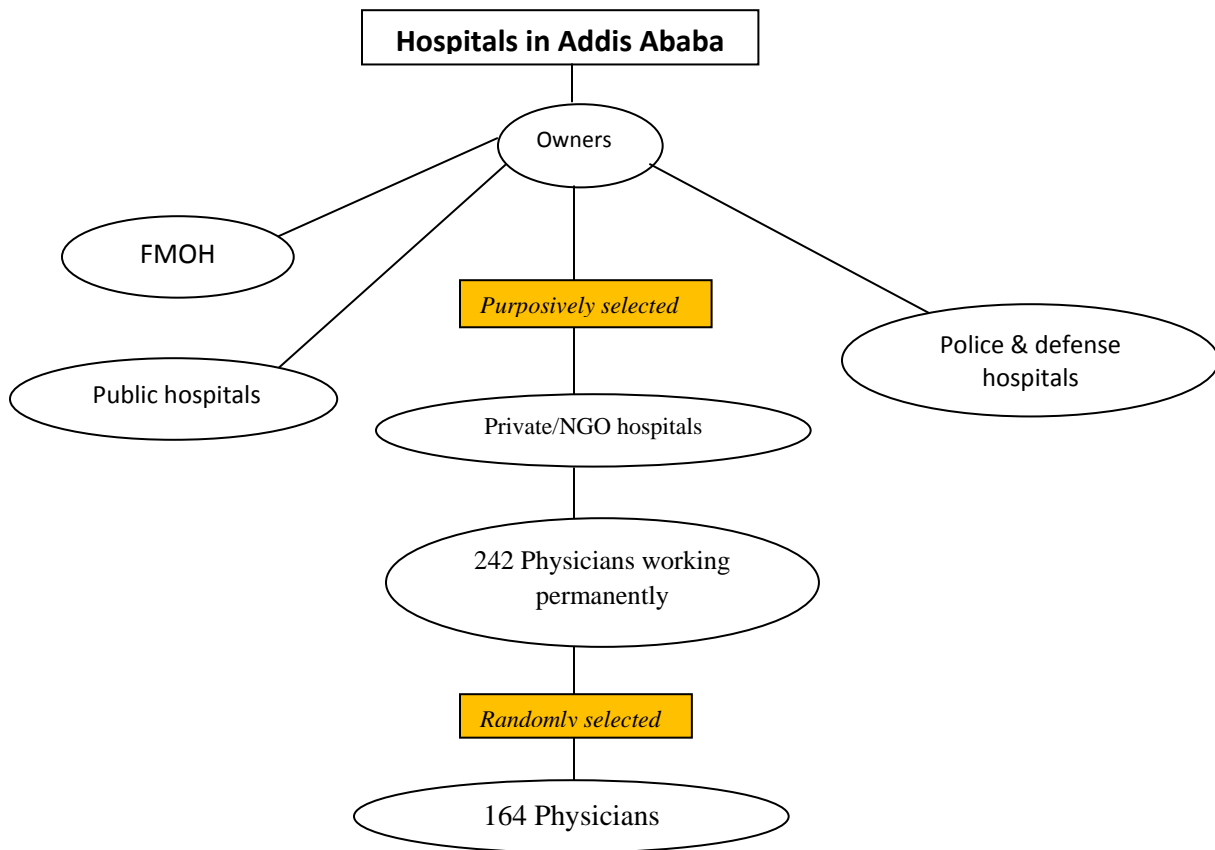 Hospitals in Addis Ababa
Owners
FMOH
Purposively selected
Police & defense
hospitals
Public hospitals
Private/NGO hospitals
242 Physicians working
permanently
Randomly selected
164 Physicians